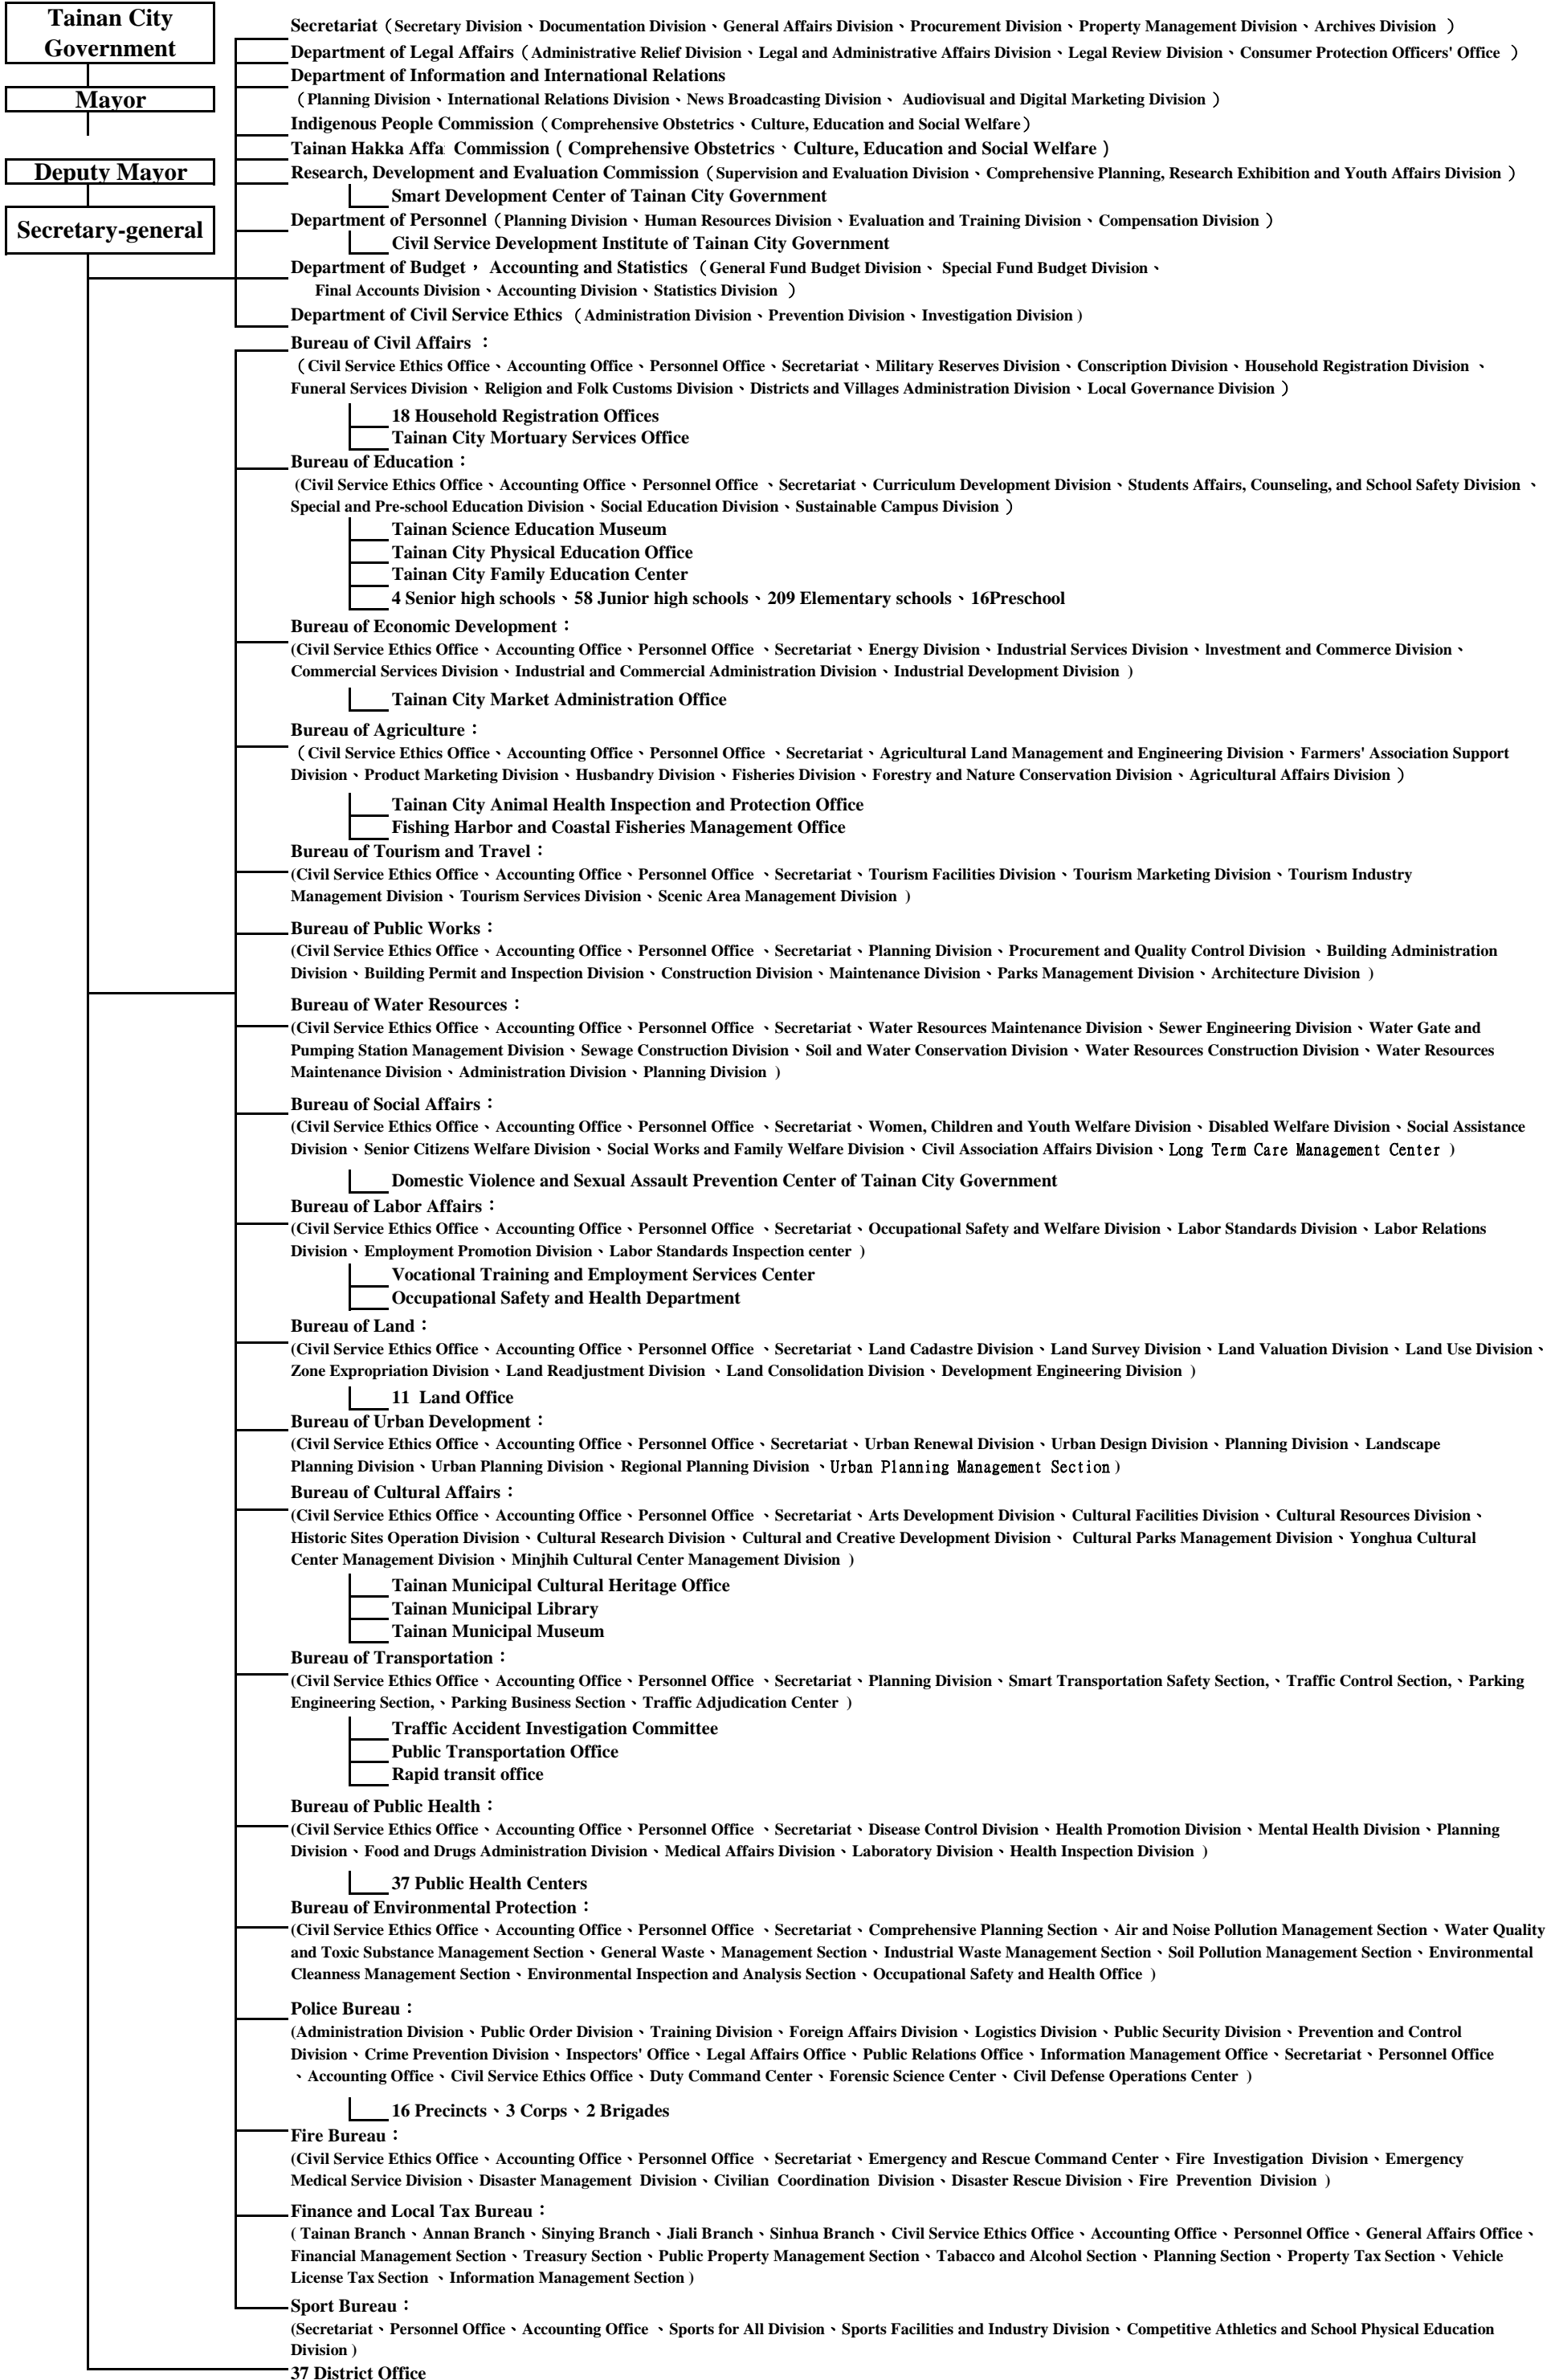 Tainan City
Government
Mayor
Deputy Mayor
Secretary-general
Secretariat（Secretary Division、Documentation Division、General Affairs Division、Procurement Division、Property Management Division、Archives Division ）
Department of Legal Affairs（Administrative Relief Division、Legal and Administrative Affairs Division、Legal Review Division、Consumer Protection Officers' Office ）
Department of Information and International Relations
（Planning Division、International Relations Division、News Broadcasting Division、 Audiovisual and Digital Marketing Division ）
Indigenous People Commission（Comprehensive Obstetrics、Culture, Education and Social Welfare）
Tainan Hakka Affa Commission ( Comprehensive Obstetrics、Culture, Education and Social Welfare )
Research, Development and Evaluation Commission（Supervision and Evaluation Division、Comprehensive Planning, Research Exhibition and Youth Affairs Division ）
Smart Development Center of Tainan City Government
Department of Personnel（Planning Division、Human Resources Division、Evaluation and Training Division、Compensation Division ）
Civil Service Development Institute of Tainan City Government
Department of Budget， Accounting and Statistics （General Fund Budget Division、 Special Fund Budget Division、
Final Accounts Division、Accounting Division、Statistics Division ）
Department of Civil Service Ethics （Administration Division、Prevention Division、Investigation Division )
Bureau of Civil Affairs ：
（Civil Service Ethics Office、Accounting Office、Personnel Office、Secretariat、Military Reserves Division、Conscription Division、Household Registration Division 、
Funeral Services Division、Religion and Folk Customs Division、Districts and Villages Administration Division、Local Governance Division ）
18 Household Registration Offices
Tainan City Mortuary Services Office
Bureau of Education：
(Civil Service Ethics Office、Accounting Office、Personnel Office 、Secretariat、Curriculum Development Division、Students Affairs, Counseling, and School Safety Division 、
Special and Pre-school Education Division、Social Education Division、Sustainable Campus Division ）
Tainan Science Education Museum
Tainan City Physical Education Office
Tainan City Family Education Center
4 Senior high schools、58 Junior high schools、209 Elementary schools、16Preschool
Bureau of Economic Development：
(Civil Service Ethics Office、Accounting Office、Personnel Office 、Secretariat、Energy Division、Industrial Services Division、lnvestment and Commerce Division、
Commercial Services Division、Industrial and Commercial Administration Division、Industrial Development Division )
Tainan City Market Administration Office
Bureau of Agriculture：
（Civil Service Ethics Office、Accounting Office、Personnel Office 、Secretariat、Agricultural Land Management and Engineering Division、Farmers' Association Support
Division、Product Marketing Division、Husbandry Division、Fisheries Division、Forestry and Nature Conservation Division、Agricultural Affairs Division ）
Tainan City Animal Health Inspection and Protection Office
Fishing Harbor and Coastal Fisheries Management Office
Bureau of Tourism and Travel：
(Civil Service Ethics Office、Accounting Office、Personnel Office 、Secretariat、Tourism Facilities Division、Tourism Marketing Division、Tourism Industry
Management Division、Tourism Services Division、Scenic Area Management Division )
Bureau of Public Works：
(Civil Service Ethics Office、Accounting Office、Personnel Office 、Secretariat、Planning Division、Procurement and Quality Control Division 、Building Administration
Division、Building Permit and Inspection Division、Construction Division、Maintenance Division、Parks Management Division、Architecture Division )
Bureau of Water Resources：
(Civil Service Ethics Office、Accounting Office、Personnel Office 、Secretariat、Water Resources Maintenance Division、Sewer Engineering Division、Water Gate and
Pumping Station Management Division、Sewage Construction Division、Soil and Water Conservation Division、Water Resources Construction Division、Water Resources
Maintenance Division、Administration Division、Planning Division )
Bureau of Social Affairs：
(Civil Service Ethics Office、Accounting Office、Personnel Office 、Secretariat、Women, Children and Youth Welfare Division、Disabled Welfare Division、Social Assistance
Division、Senior Citizens Welfare Division、Social Works and Family Welfare Division、Civil Association Affairs Division、Long Term Care Management Center )
Domestic Violence and Sexual Assault Prevention Center of Tainan City Government
Bureau of Labor Affairs：
(Civil Service Ethics Office、Accounting Office、Personnel Office 、Secretariat、Occupational Safety and Welfare Division、Labor Standards Division、Labor Relations
Division、Employment Promotion Division、Labor Standards Inspection center )
Vocational Training and Employment Services Center
Occupational Safety and Health Department
Bureau of Land：
(Civil Service Ethics Office、Accounting Office、Personnel Office 、Secretariat、Land Cadastre Division、Land Survey Division、Land Valuation Division、Land Use Division、
Zone Expropriation Division、Land Readjustment Division 、Land Consolidation Division、Development Engineering Division )
11 Land Office
Bureau of Urban Development：
(Civil Service Ethics Office、Accounting Office、Personnel Office、Secretariat、Urban Renewal Division、Urban Design Division、Planning Division、Landscape
Planning Division、Urban Planning Division、Regional Planning Division 、Urban Planning Management Section)
Bureau of Cultural Affairs：
(Civil Service Ethics Office、Accounting Office、Personnel Office 、Secretariat、Arts Development Division、Cultural Facilities Division、Cultural Resources Division、
Historic Sites Operation Division、Cultural Research Division、Cultural and Creative Development Division、 Cultural Parks Management Division、Yonghua Cultural
Center Management Division、Minjhih Cultural Center Management Division )
Tainan Municipal Cultural Heritage Office
Tainan Municipal Library
Tainan Municipal Museum
Bureau of Transportation：
(Civil Service Ethics Office、Accounting Office、Personnel Office 、Secretariat、Planning Division、Smart Transportation Safety Section,、Traffic Control Section,、Parking
Engineering Section,、Parking Business Section、Traffic Adjudication Center )
Traffic Accident Investigation Committee
Public Transportation Office
Rapid transit office
Bureau of Public Health：
(Civil Service Ethics Office、Accounting Office、Personnel Office 、Secretariat、Disease Control Division、Health Promotion Division、Mental Health Division、Planning
Division、Food and Drugs Administration Division、Medical Affairs Division、Laboratory Division、Health Inspection Division )
37 Public Health Centers
Bureau of Environmental Protection：
(Civil Service Ethics Office、Accounting Office、Personnel Office 、Secretariat、Comprehensive Planning Section、Air and Noise Pollution Management Section、Water Quality
and Toxic Substance Management Section、General Waste、Management Section、Industrial Waste Management Section、Soil Pollution Management Section、Environmental
Cleanness Management Section、Environmental Inspection and Analysis Section、Occupational Safety and Health Office )
Police Bureau：
(Administration Division、Public Order Division、Training Division、Foreign Affairs Division、Logistics Division、Public Security Division、Prevention and Control
Division、Crime Prevention Division、Inspectors' Office、Legal Affairs Office、Public Relations Office、Information Management Office、Secretariat、Personnel Office
、Accounting Office、Civil Service Ethics Office、Duty Command Center、Forensic Science Center、Civil Defense Operations Center )
16 Precincts、3 Corps、2 Brigades
Fire Bureau：
(Civil Service Ethics Office、Accounting Office、Personnel Office 、Secretariat、Emergency and Rescue Command Center、Fire Investigation Division、Emergency
Medical Service Division、Disaster Management Division、Civilian Coordination Division、Disaster Rescue Division、Fire Prevention Division )
Finance and Local Tax Bureau：
( Tainan Branch、Annan Branch、Sinying Branch、Jiali Branch、Sinhua Branch、Civil Service Ethics Office、Accounting Office、Personnel Office、General Affairs Office、
Financial Management Section、Treasury Section、Public Property Management Section、Tabacco and Alcohol Section、Planning Section、Property Tax Section、Vehicle
License Tax Section 、Information Management Section )
Sport Bureau：
(Secretariat、Personnel Office、Accounting Office 、Sports for All Division、Sports Facilities and Industry Division、Competitive Athletics and School Physical Education
Division )
37 District Office